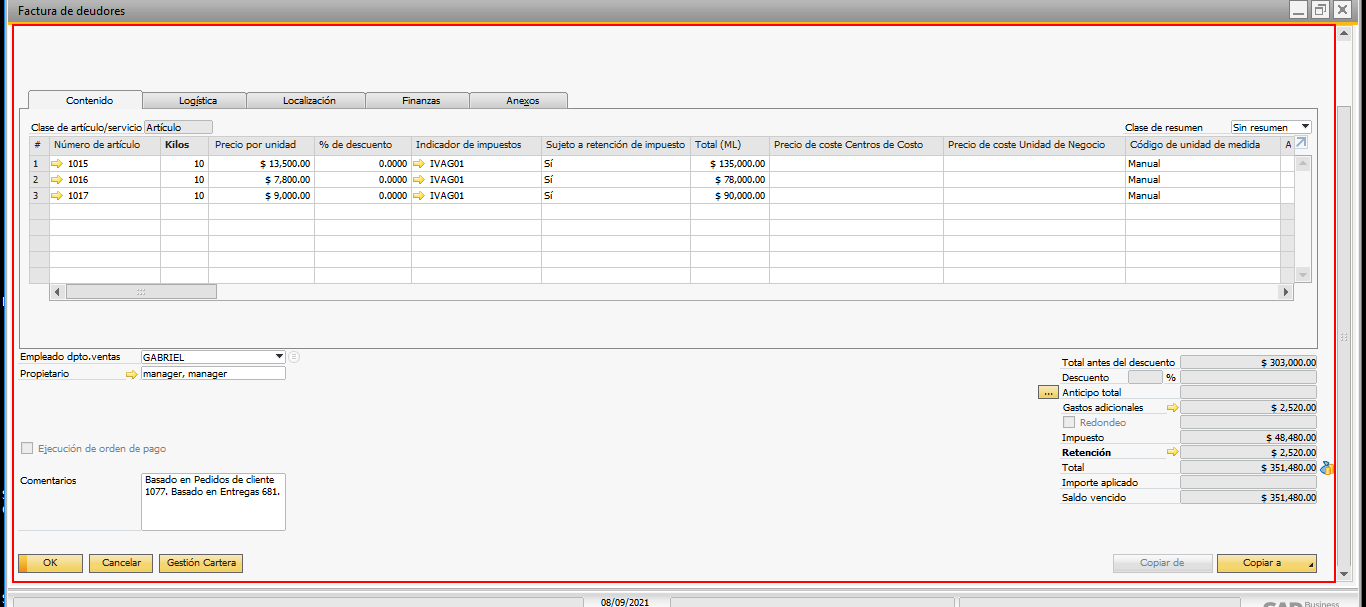 Factura de deudores
Contenido Logística Localización Finanzas Anexos
Clase de artículo/servicio Artículo Clase de resumen Sin resumen
# Número de artículo Kilos Precio por unidad % de descuento Indicador de impuestos Sujeto a retención de impuesto Total (ML) Precio de coste Centros de Costo Precio de coste Unidad de Negocio Código de unidad de medida A
1 1015 10 $ 13,500.00 0.0000 IVAG01 Sí $ 135,000.00 Manual
2 1016 10 $ 7,800.00 0.0000 IVAG01 Sí $ 78,000.00 Manual
3 1017 10 $ 9,000.00 0.0000 IVAG01 Sí $ 90,000.00 Manual
Empleado dpto.ventas GABRIEL
Propietario manager, manager
Total antes del descuento $ 303,000.00
Descuento %
... Anticipo total
Gastos adicionales $ 2,520.00
Redondeo
Impuesto $ 48,480.00
Retención $ 2,520.00
Total $ 351,480.00
Importe aplicado
Saldo vencido $ 351,480.00
Ejecución de orden de pago
Comentarios Basado en Pedidos de cliente
1077. Basado en Entregas 681.
OK Cancelar Gestión Cartera Copiar de Copiar a
08/09/2021 Business